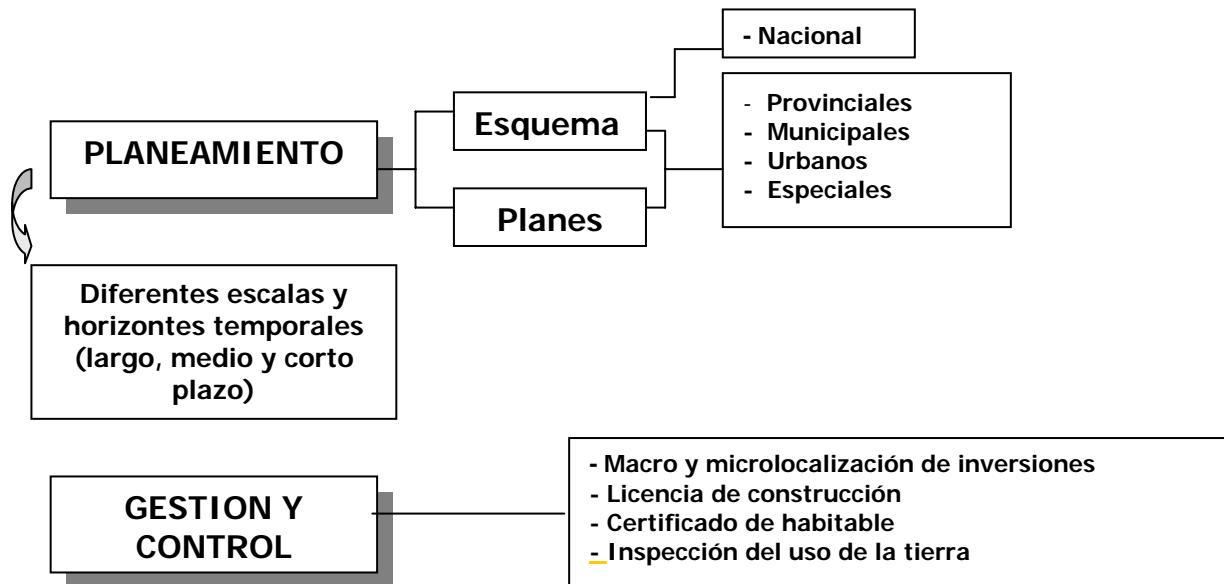 - Nacional
Esquema
- Provinciales
- Municipales
- Urbanos
- Especiales
PLANEAMIENTO
Planes
Diferentes escalas y
horizontes temporales
(largo, medio y corto
plazo)
- Macro y microlocalización de inversiones
- Licencia de construcción
- Certificado de habitable
- Inspección del uso de la tierra
GESTION Y
CONTROL